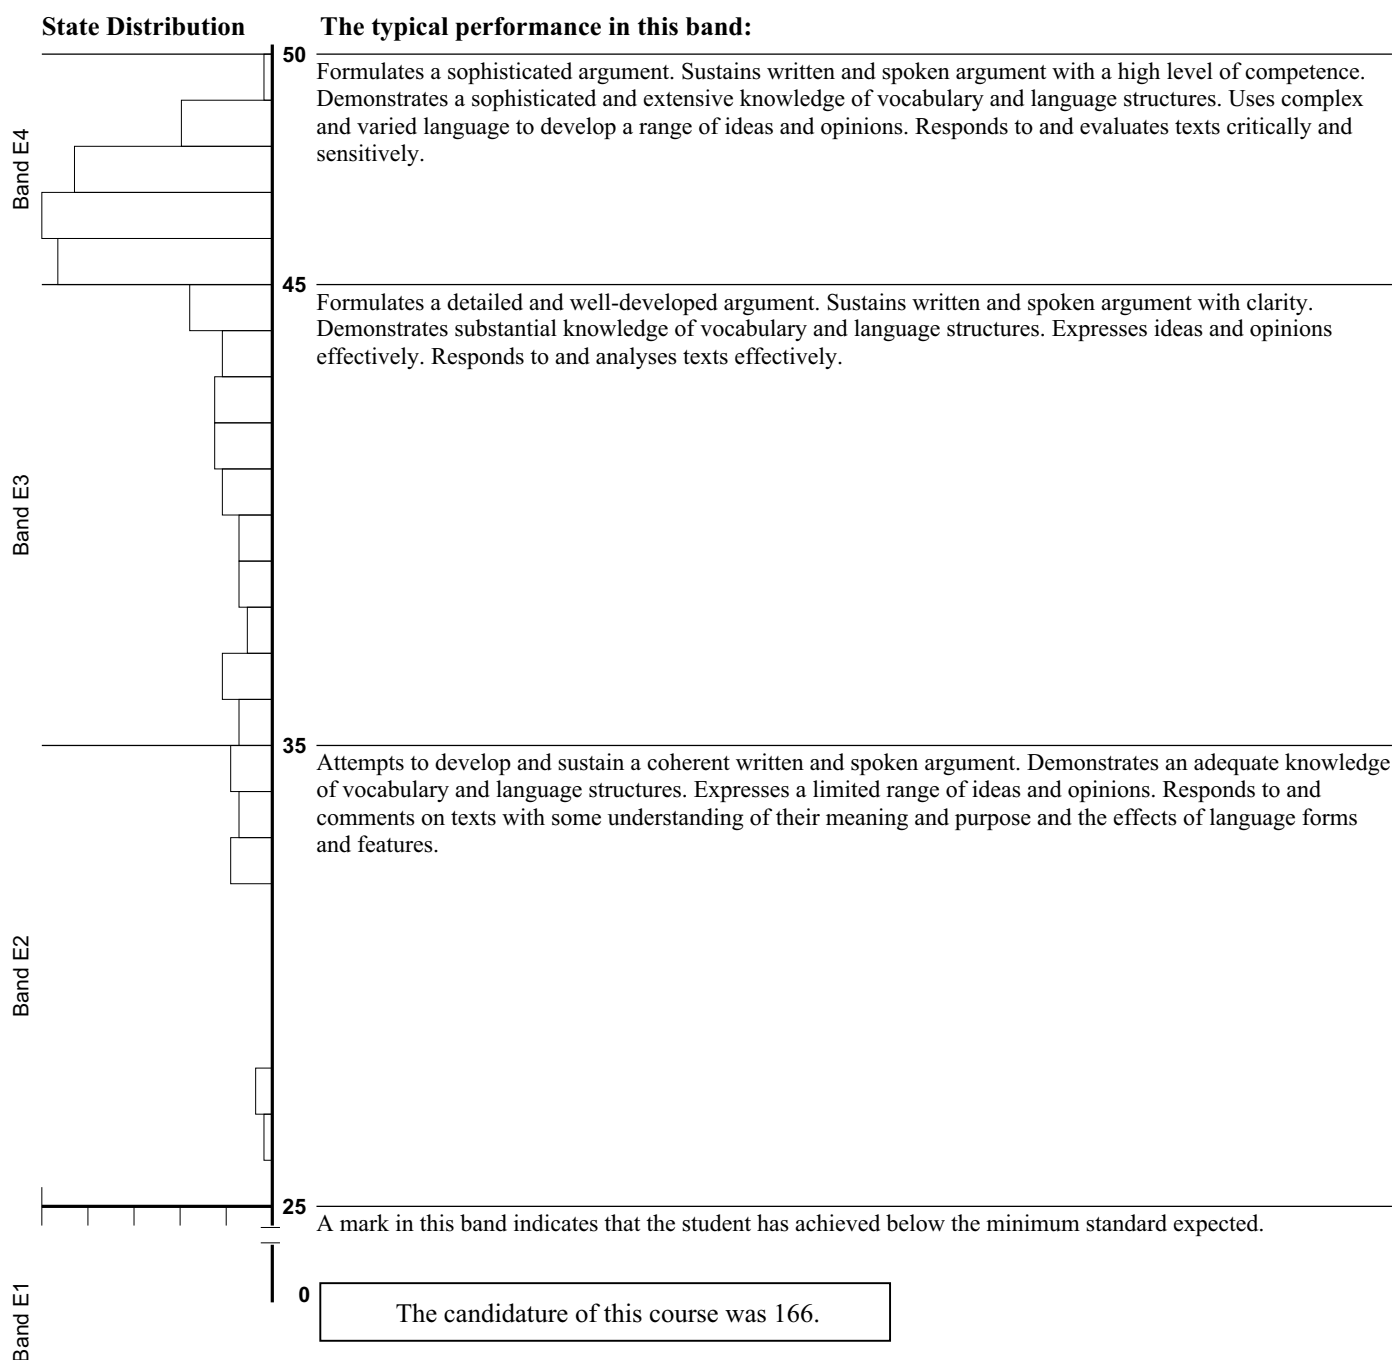 State Distribution
The typical performance in this band:
50
Formulates a sophisticated argument. Sustains written and spoken argument with a high level of competence.
Demonstrates a sophisticated and extensive knowledge of vocabulary and language structures. Uses complex
and varied language to develop a range of ideas and opinions. Responds to and evaluates texts critically and
sensitively.
Band E4
45
Formulates a detailed and well-developed argument. Sustains written and spoken argument with clarity.
Demonstrates substantial knowledge of vocabulary and language structures. Expresses ideas and opinions
effectively. Responds to and analyses texts effectively.
Band E3
35
Attempts to develop and sustain a coherent written and spoken argument. Demonstrates an adequate knowledge
of vocabulary and language structures. Expresses a limited range of ideas and opinions. Responds to and
comments on texts with some understanding of their meaning and purpose and the effects of language forms
and features.
Band E2
25
A mark in this band indicates that the student has achieved below the minimum standard expected.
0
Band E1
The candidature of this course was 166.